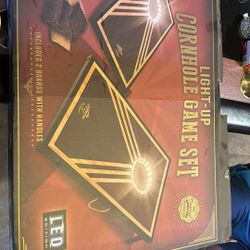 LIGHT-UP
CORNHOLE GAME SET
INCLUDES 2 BOARDS WITH HANDLES
LED